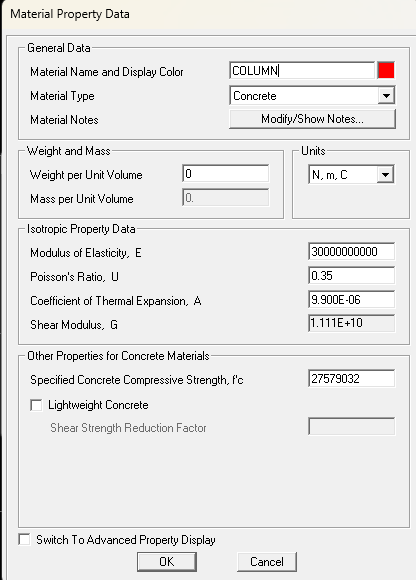 Material Property Data
General Data
Material Name and Display Color COLUMN
Material Type Concrete
Material Notes Modify/Show Notes...
Weight and Mass
Weight per Unit Volume 0
Mass per Unit Volume 0.
Units
N, m, C
Isotropic Property Data
Modulus of Elasticity, E 30000000000
Poisson's Ratio, U 0.35
Coefficient of Thermal Expansion, A 9.900E-06
Shear Modulus, G 1.111E+10
Other Properties for Concrete Materials
Specified Concrete Compressive Strength, f'c 27579032
Lightweight Concrete
Shear Strength Reduction Factor
Switch To Advanced Property Display
OK Cancel